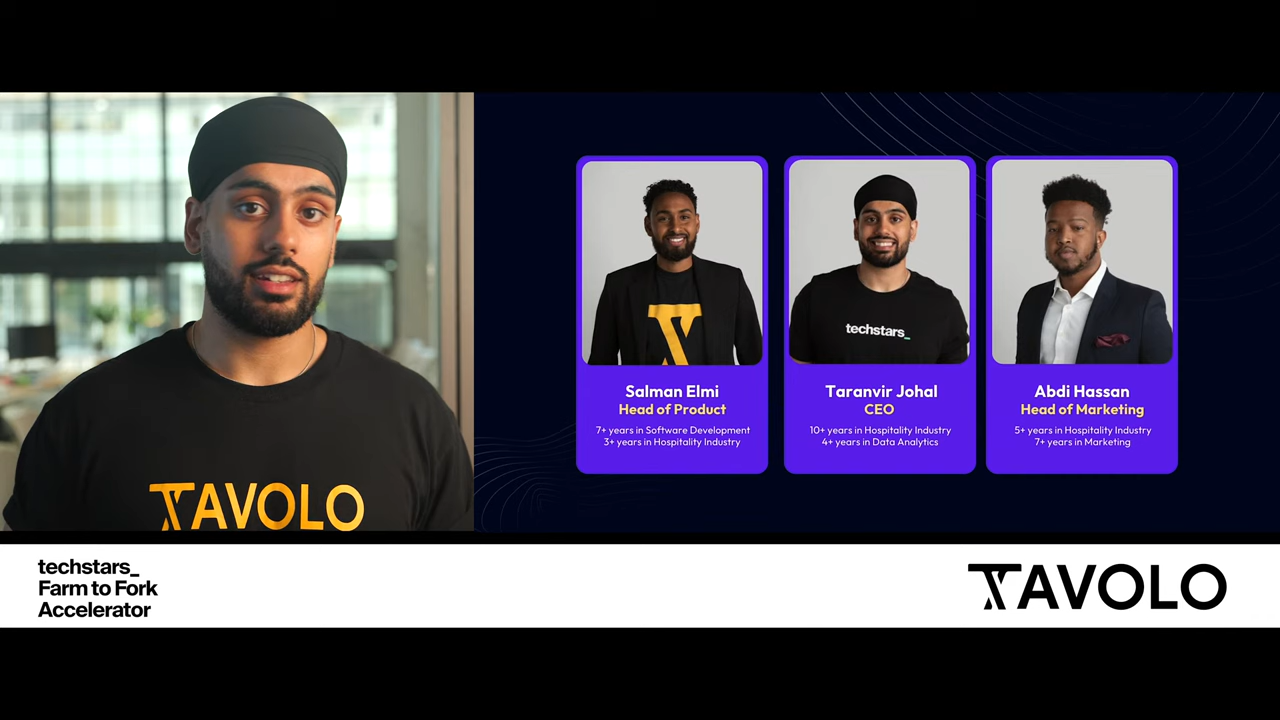 TAVOLO
techstars_
Salman Elmi
Head of Product
7+ years in Software Development
3+ years in Hospitality Industry
Taranvir Johal
CEO
10+ years in Hospitality Industry
4+ years in Data Analytics
Abdi Hassan
Head of Marketing
5+ years in Hospitality Industry
7+ years in Marketing
techstars_
Farm to Fork
Accelerator
TAVOLO